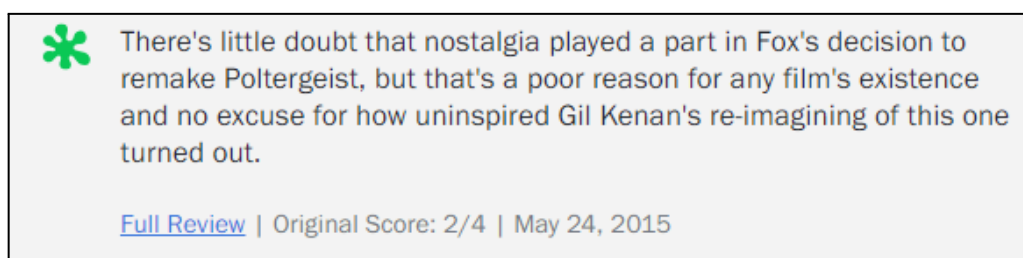 There's little doubt that nostalgia played a part in Fox's decision to
remake Poltergeist, but that's a poor reason for any film's existence
and no excuse for how uninspired Gil Kenan's re-imagining of this one
turned out.
Full Review | Original Score: 2/4 | May 24, 2015